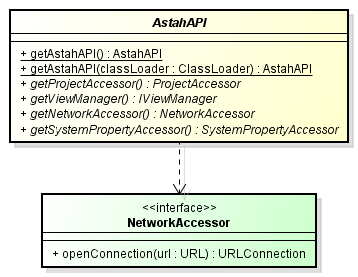 AstahAPI
+ getAstahAPI() : AstahAPI
+ getAstahAPI(classLoader : ClassLoader) : AstahAPI
+ getProjectAccessor() : ProjectAccessor
+ getViewManager() : IViewManager
+ getNetworkAccessor() : NetworkAccessor
+ getSystemPropertyAccessor() : SystemPropertyAccessor
<<interface>>
NetworkAccessor
+ openConnection(url : URL) : URLConnection